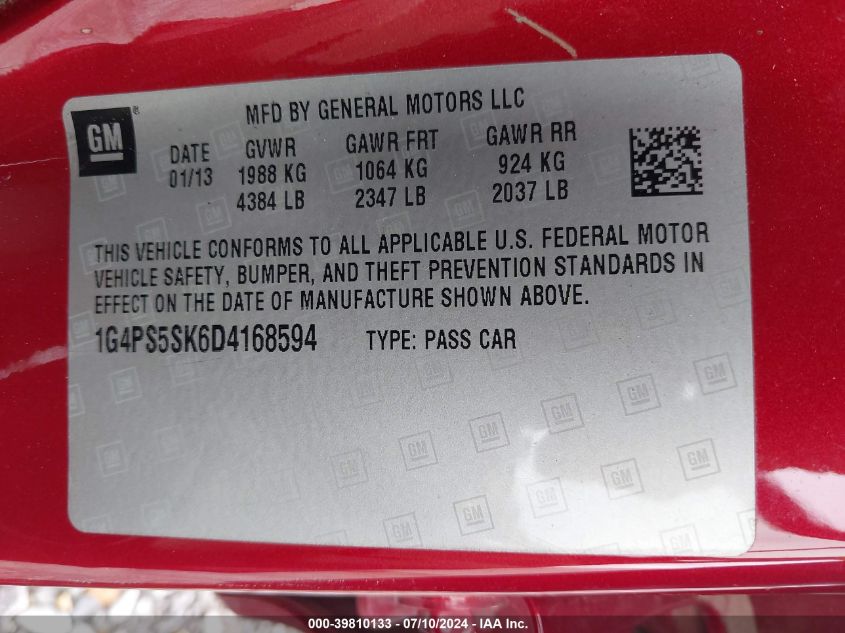 GM
®
MFD BY GENERAL MOTORS LLC
DATE GVWR GAWR FRT GAWR RR
01/13 1988 KG 1064 KG 924 KG
4384 LB 2347 LB 2037 LB
THIS VEHICLE CONFORMS TO ALL APPLICABLE U.S. FEDERAL MOTOR
VEHICLE SAFETY, BUMPER, AND THEFT PREVENTION STANDARDS IN
EFFECT ON THE DATE OF MANUFACTURE SHOWN ABOVE.
1G4PS5SK6D4168594 TYPE: PASS CAR
000-39810133 - 07/10/2024 - IAA, Inc.